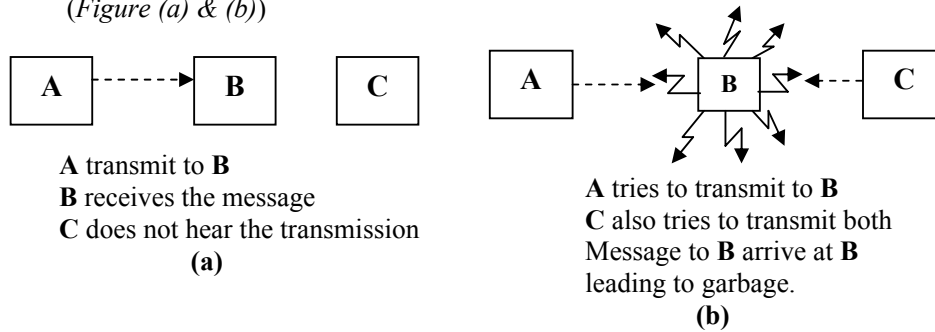 (Figure (a) & (b))
A B C
A transmit to B
B receives the message
C does not hear the transmission
(a)
A B C
A tries to transmit to B
C also tries to transmit both
Message to B arrive at B
leading to garbage.
(b)